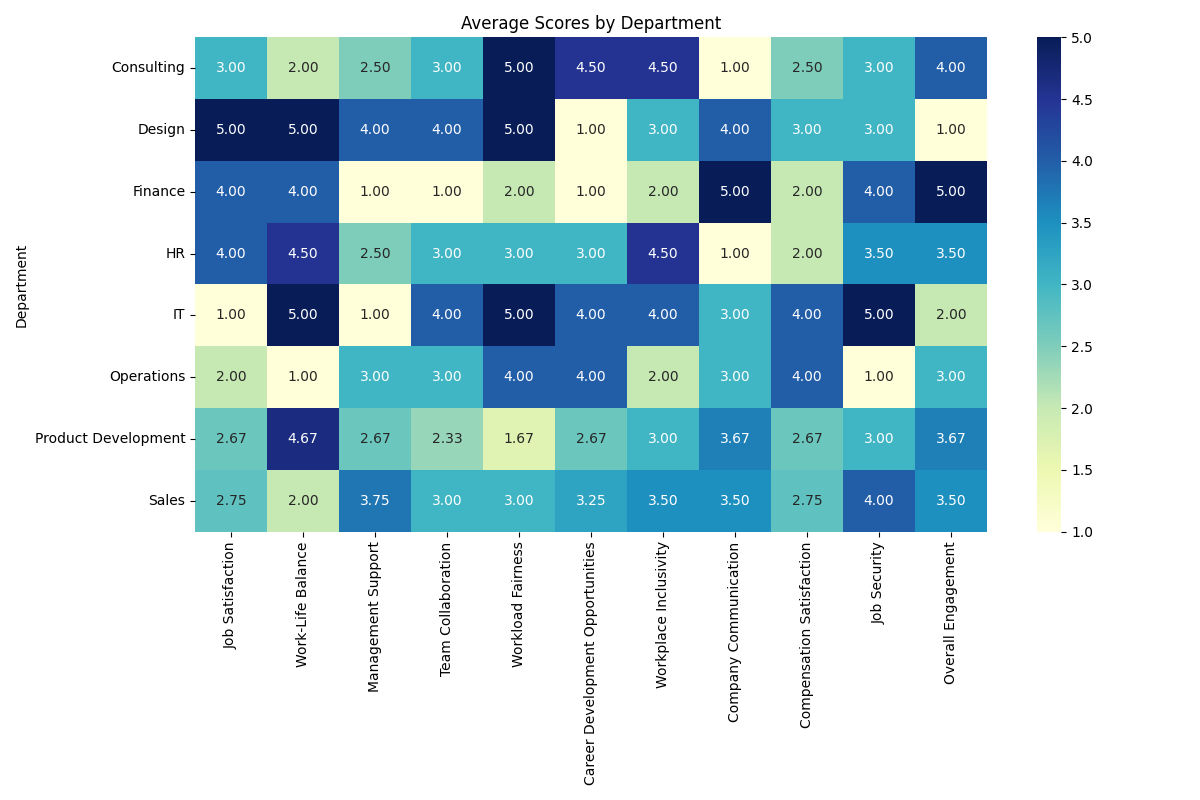 Average Scores by Department
Department
Consulting 3.00 2.00 2.50 3.00 5.00 4.50 4.50 1.00 2.50 3.00 4.00
Design 5.00 5.00 4.00 4.00 5.00 1.00 3.00 4.00 3.00 3.00 1.00
Finance 4.00 4.00 1.00 1.00 2.00 1.00 2.00 5.00 2.00 4.00 5.00
HR 4.00 4.50 2.50 3.00 3.00 3.00 4.50 1.00 2.00 3.50 3.50
IT 1.00 5.00 1.00 4.00 5.00 4.00 4.00 3.00 4.00 5.00 2.00
Operations 2.00 1.00 3.00 3.00 4.00 4.00 2.00 3.00 4.00 1.00 3.00
Product Development 2.67 4.67 2.67 2.33 1.67 2.67 3.00 3.67 2.67 3.00 3.67
Sales 2.75 2.00 3.75 3.00 3.00 3.25 3.50 3.50 2.75 4.00 3.50
Job Satisfaction
Work-Life Balance
Management Support
Team Collaboration
Workload Fairness
Career Development Opportunities
Workplace Inclusivity
Company Communication
Compensation Satisfaction
Job Security
Overall Engagement
5.0
4.5
4.0
3.5
3.0
2.5
2.0
1.5
1.0